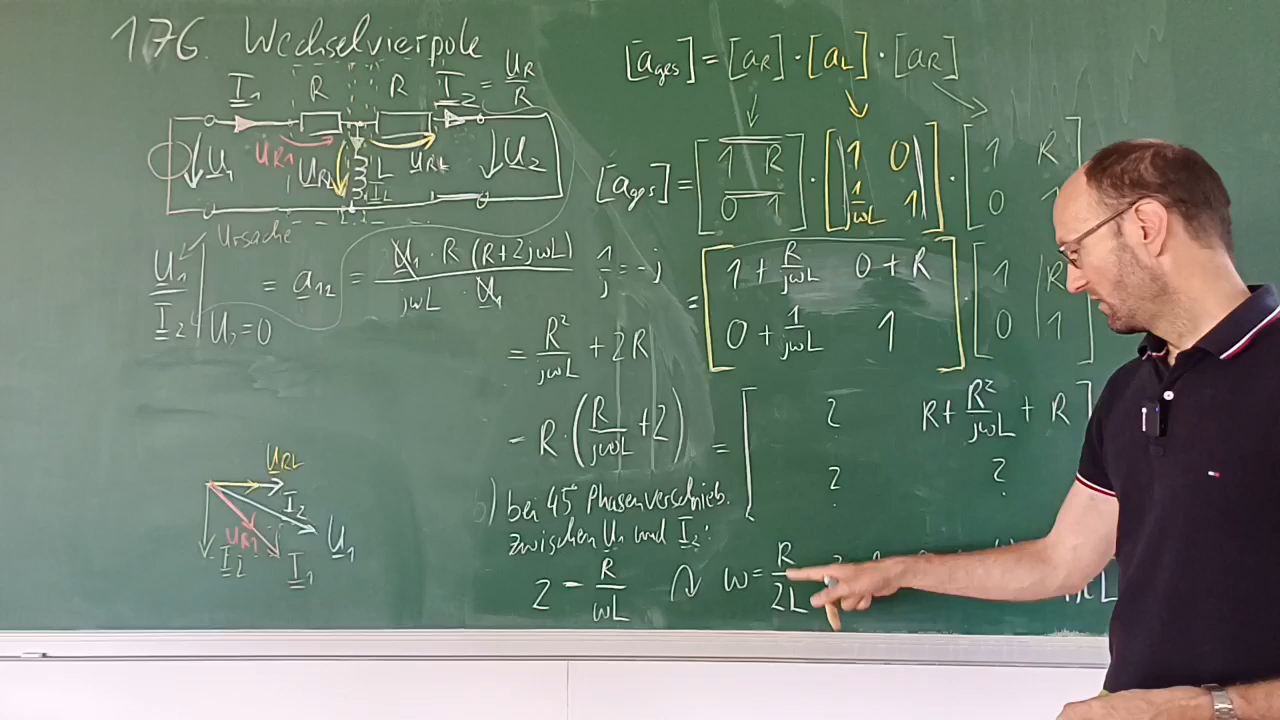 176. Wechselvierpole
I₁ R R I₂ = U_R/R
U₁ U_R1 U_RL L I_L U_RL U₂
Ursache
U₁/I₂ | U₂=0 = a₁₂ = U₁ · R (R+2jωL) / jωL · U₁ 1/j = -j
= R²/jωL + 2R
= R · (R/jωL + 2)
b) bei 45° Phasenverschieb.
zwischen U₁ und I₂:
2 = R/ωL ↷ ω = R/2L
U_RL
I₂
U₁
U_R1
I₂
I₁
[a_ges] = [a_R] · [a_L] · [a_R]
[a_ges] = [1 R; 0 1] · [1 0; 1/jωL 1] · [1 R; 0 1]
= [1 + R/jωL 0 + R; 0 + 1/jωL 1] · [1 R; 0 1]
= [? R + R²/jωL + R; ? ?]